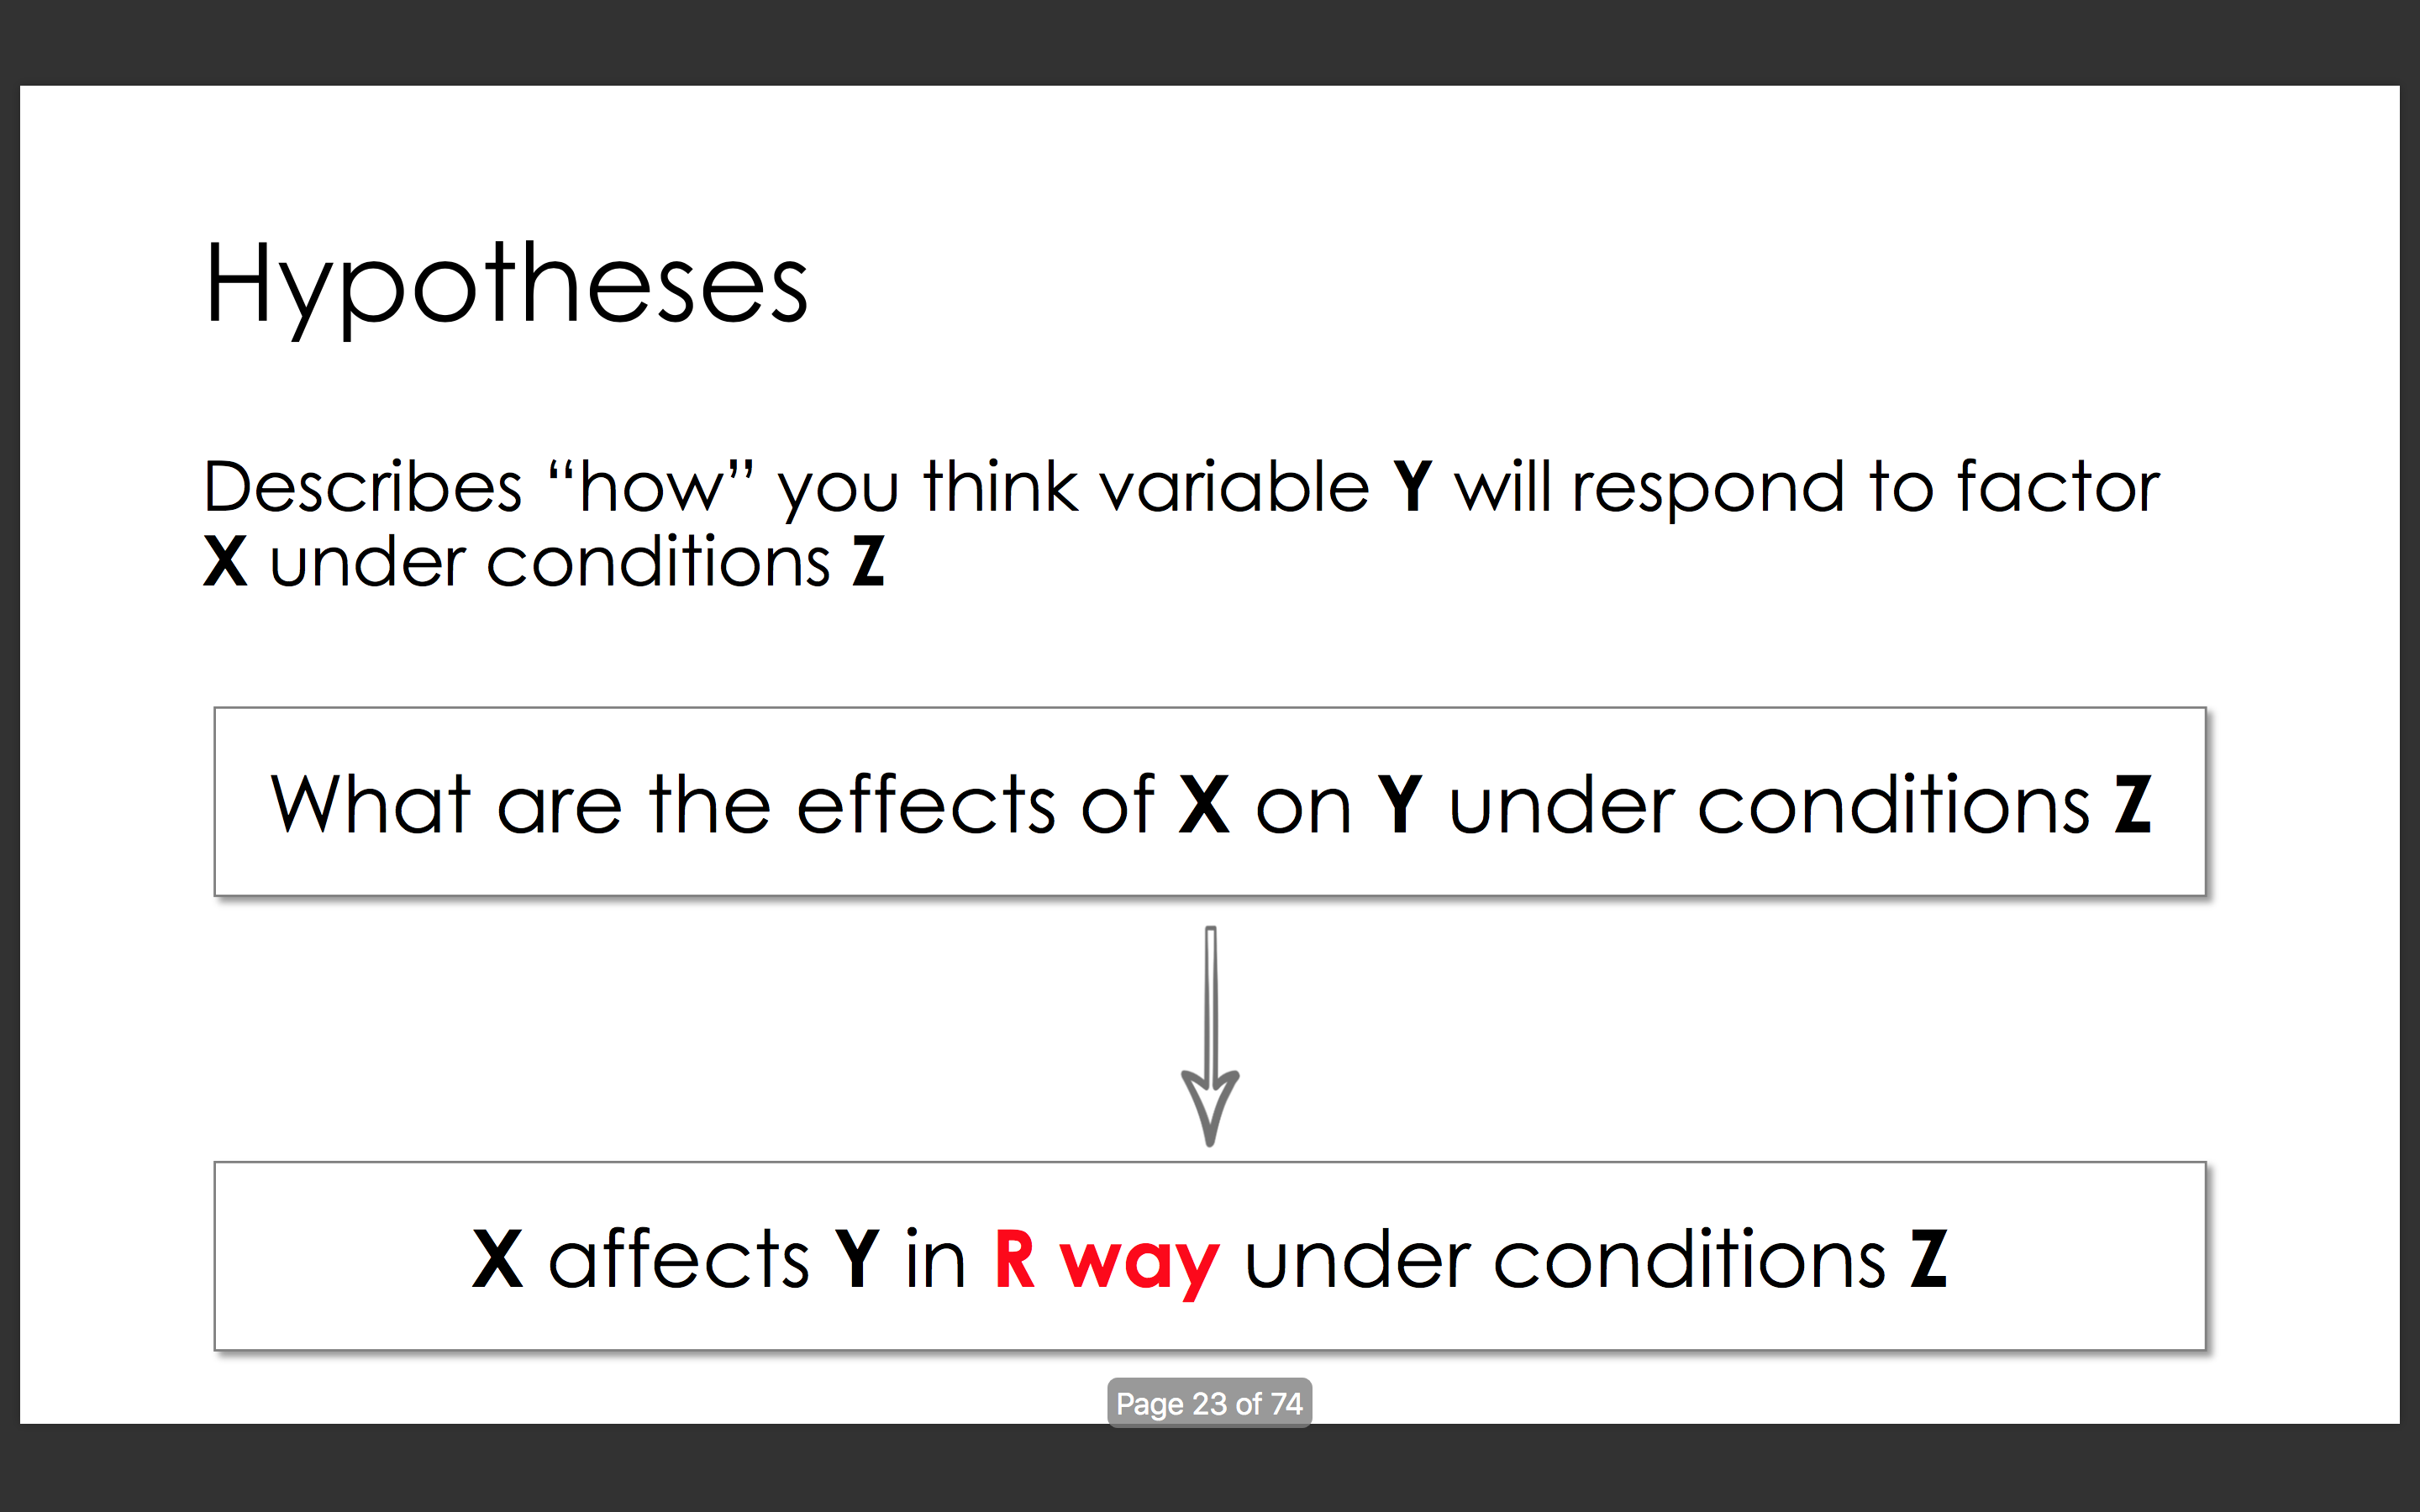 Hypotheses
Describes “how” you think variable Y will respond to factor
X under conditions Z
What are the effects of X on Y under conditions Z
X affects Y in R way under conditions Z
Page 23 of 74